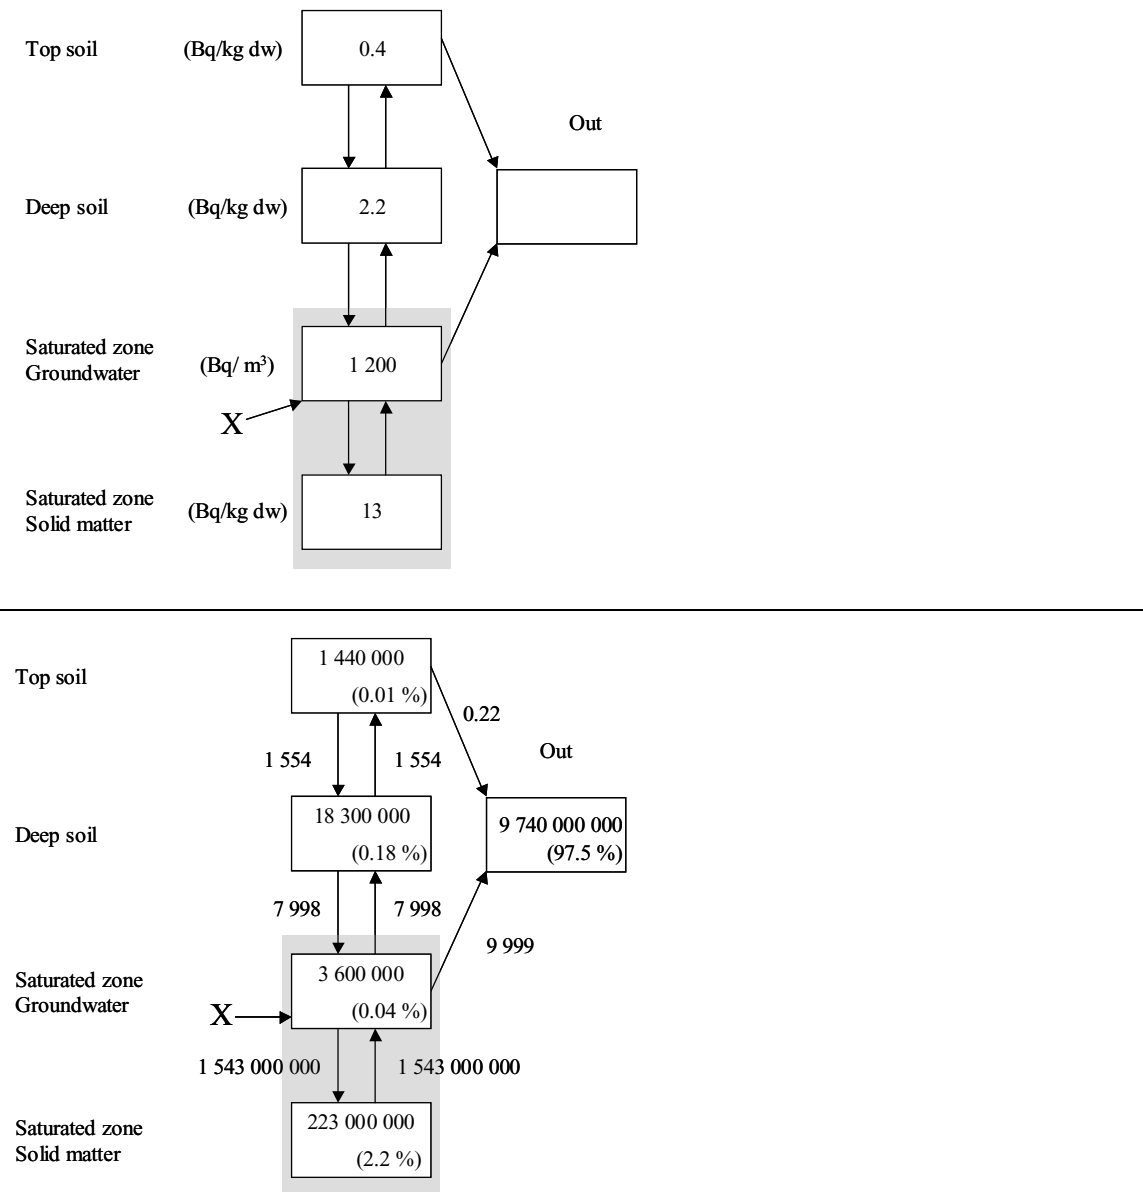 Top soil (Bq/kg dw) 0.4
Out
Deep soil (Bq/kg dw) 2.2
Saturated zone
Groundwater (Bq/ m³) 1 200
X
Saturated zone
Solid matter (Bq/kg dw) 13
Top soil
1 440 000
(0.01 %)
0.22
Out
1 554 1 554
Deep soil
18 300 000
(0.18 %)
9 740 000 000
(97.5 %)
7 998 7 998
9 999
Saturated zone
Groundwater
3 600 000
(0.04 %)
X
1 543 000 000 1 543 000 000
Saturated zone
Solid matter
223 000 000
(2.2 %)